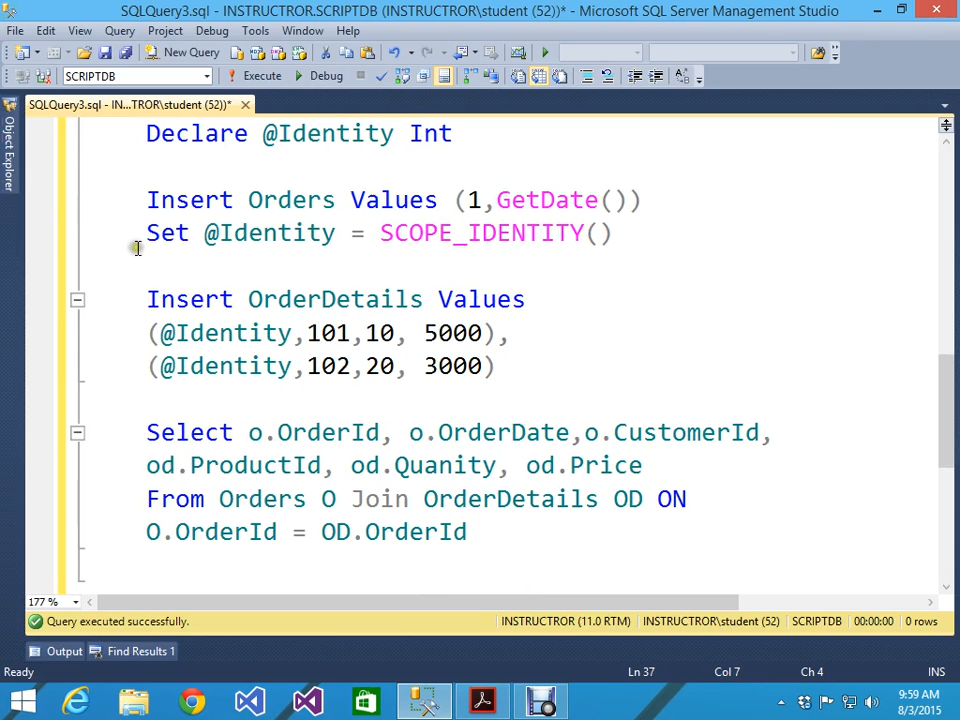 SQLQuery3.sql - INSTRUCTROR.SCRIPTDB (INSTRUCTROR\student (52))* - Microsoft SQL Server Management Studio
File Edit View Query Project Debug Tools Window Help
New Query
SCRIPTDB Execute Debug
SQLQuery3.sql - IN...TROR\student (52))*
Object Explorer
Declare @Identity Int
Insert Orders Values (1,GetDate())
Set @Identity = SCOPE_IDENTITY()
Insert OrderDetails Values
(@Identity,101,10, 5000),
(@Identity,102,20, 3000)
Select o.OrderId, o.OrderDate,o.CustomerId,
od.ProductId, od.Quanity, od.Price
From Orders O Join OrderDetails OD ON
O.OrderId = OD.OrderId
177 %
Query executed successfully. INSTRUCTROR (11.0 RTM) INSTRUCTROR\student (52) SCRIPTDB 00:00:00 0 rows
Output Find Results 1
Ready Ln 37 Col 7 Ch 4 INS
9:59 AM
8/3/2015